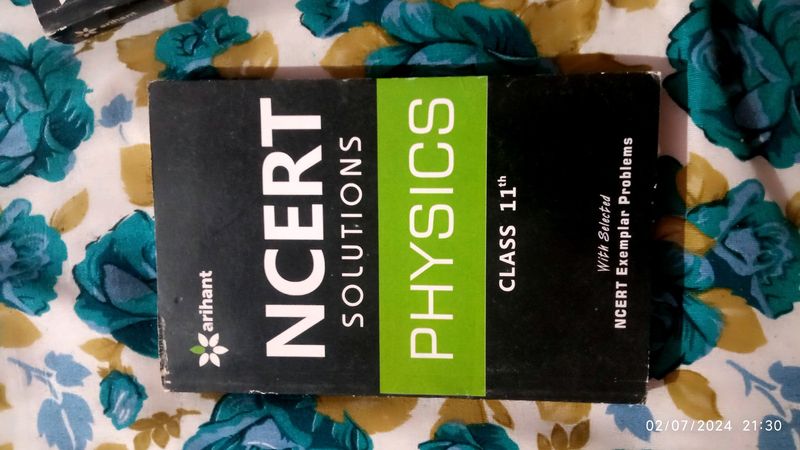 arihant
NCERT
SOLUTIONS
PHYSICS
CLASS 11th
With Selected
NCERT Exemplar Problems
02/07/2024 21:30